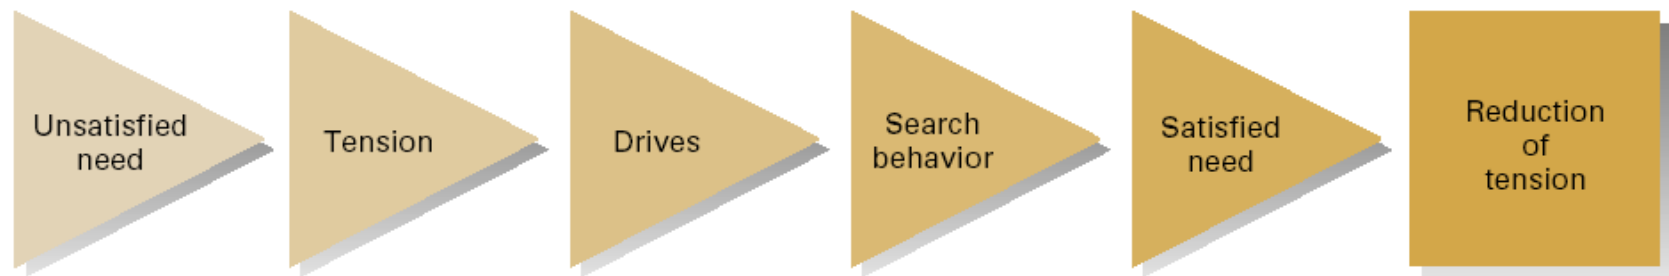 Unsatisfied
need
Tension
Drives
Search
behavior
Satisfied
need
Reduction
of
tension